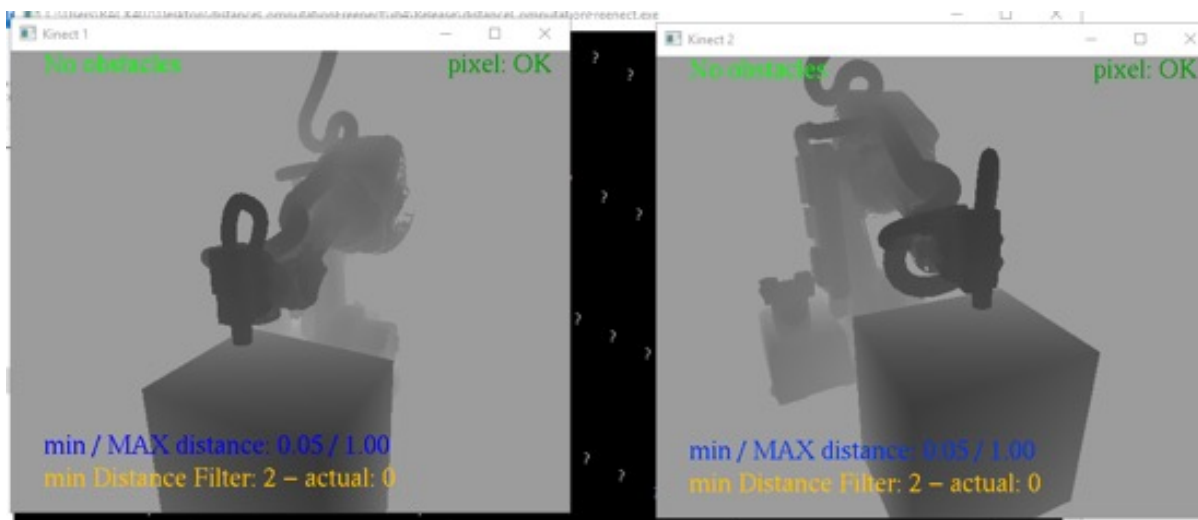 Kinect 1
No obstacles
pixel: OK
min / MAX distance: 0.05 / 1.00
min Distance Filter: 2 – actual: 0
?
?
?
?
?
?
?
?
?
Kinect 2
No obstacles
pixel: OK
min / MAX distance: 0.05 / 1.00
min Distance Filter: 2 – actual: 0